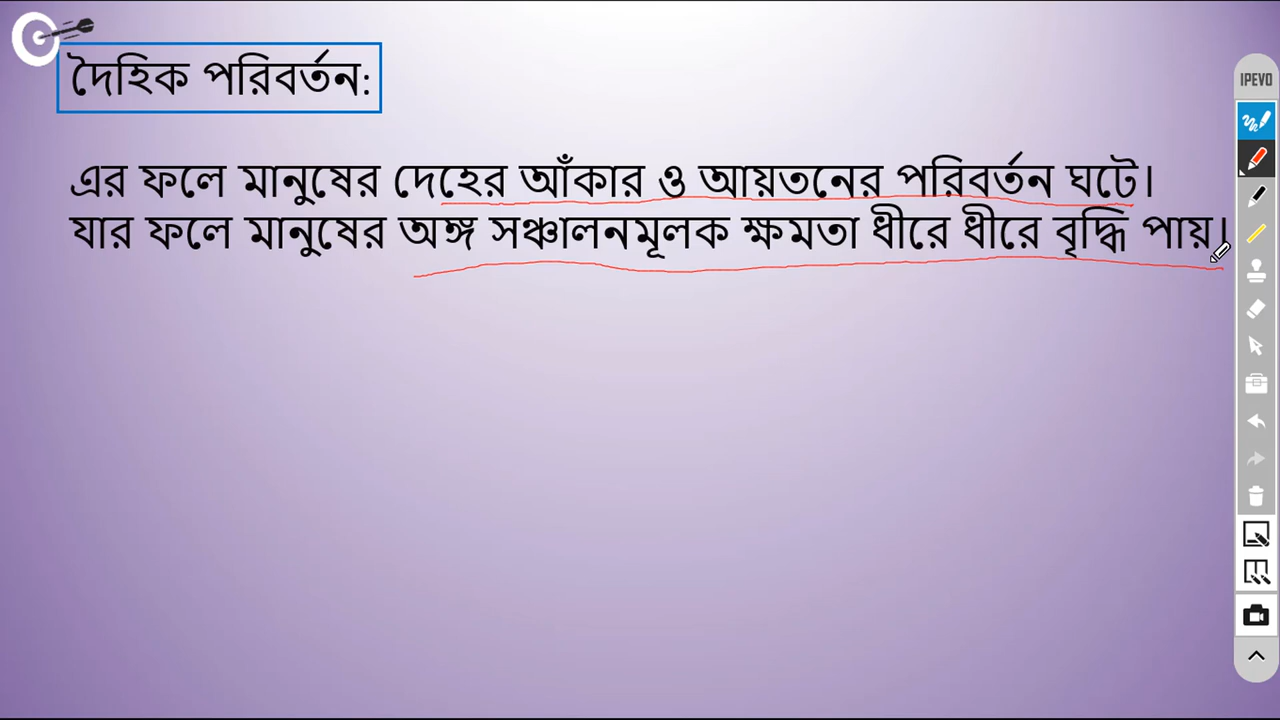 দৈহিক পরিবর্তন:
এর ফলে মানুষের দেহের আঁকার ও আয়তনের পরিবর্তন ঘটে।
যার ফলে মানুষের অঙ্গ সঞ্চালনমূলক ক্ষমতা ধীরে ধীরে বৃদ্ধি পায়।
IPEVO